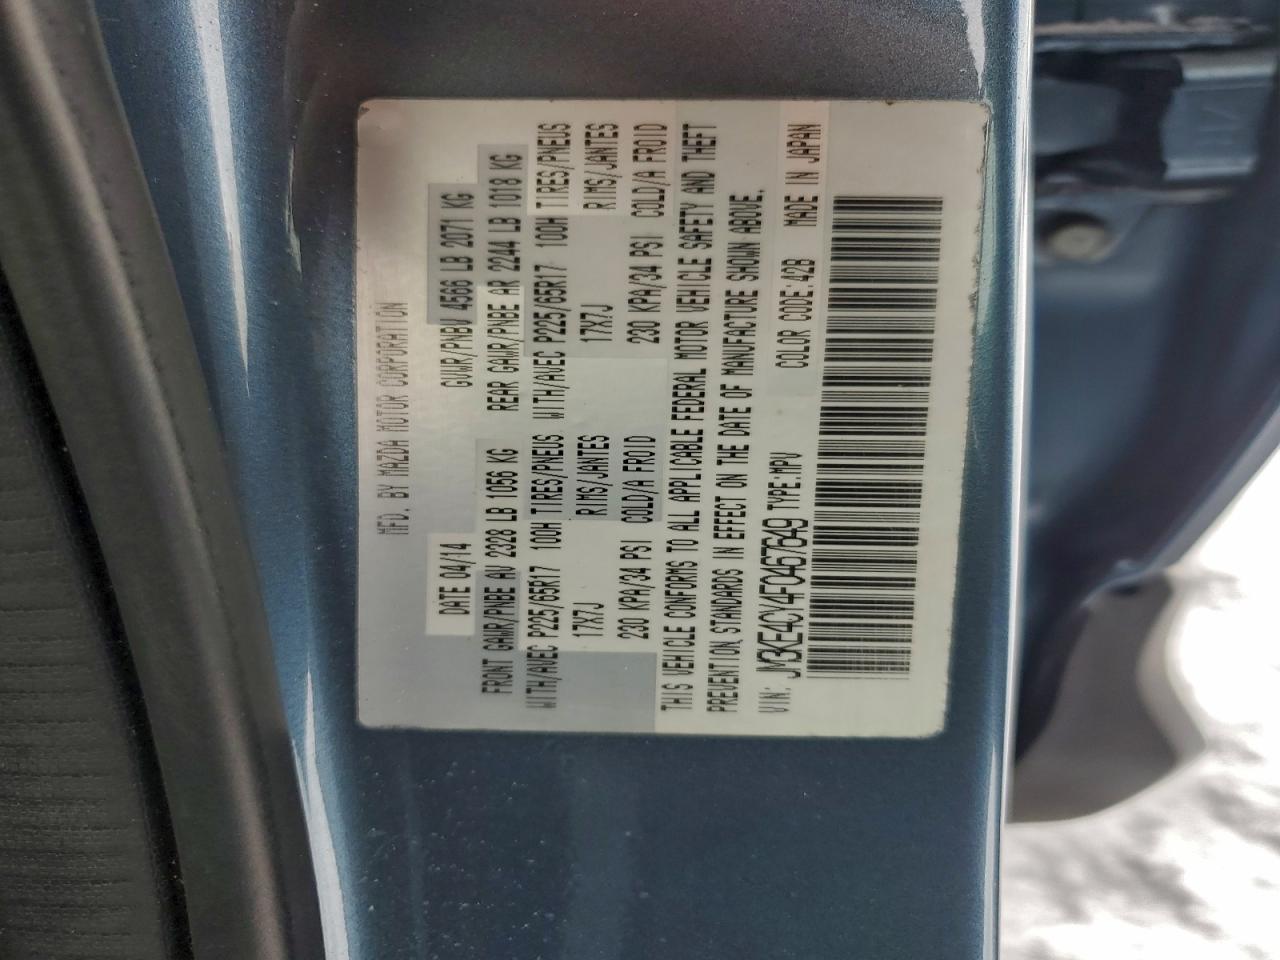 MFD. BY MAZDA MOTOR CORPORATION
DATE 04/14 GVWR/PNBV 4566 LB 2071 KG
FRONT GAWR/PNBE AV 2328 LB 1056 KG REAR GAWR/PNBE AR 2244 LB 1018 KG
WITH/AVEC P225/65R17 100H TIRES/PNEUS WITH/AVEC P225/65R17 100H TIRES/PNEUS
17X7J RIMS/JANTES 17X7J RIMS/JANTES
230 KPA/34 PSI COLD/A FROID 230 KPA/34 PSI COLD/A FROID
THIS VEHICLE CONFORMS TO ALL APPLICABLE FEDERAL MOTOR VEHICLE SAFETY AND THEFT
PREVENTION STANDARDS IN EFFECT ON THE DATE OF MANUFACTURE SHOWN ABOVE.
VIN: JM3KE4CY4F0467649 TYPE:MPV COLOR CODE:42B MADE IN JAPAN